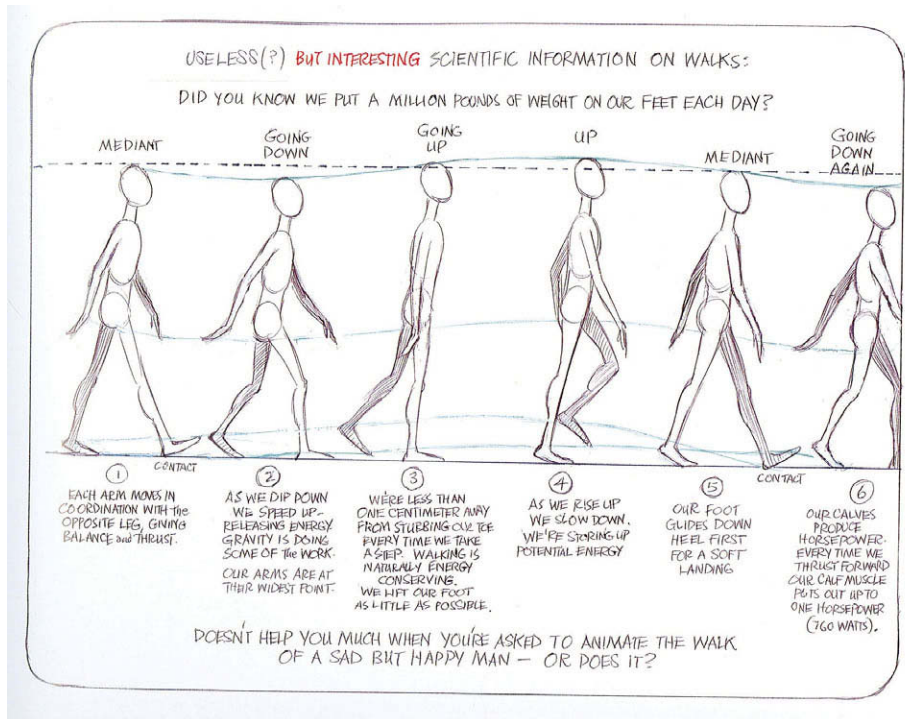 USELESS(?) BUT INTERESTING SCIENTIFIC INFORMATION ON WALKS:
DID YOU KNOW WE PUT A MILLION POUNDS OF WEIGHT ON OUR FEET EACH DAY?
MEDIANT
GOING
DOWN
GOING
UP
UP
MEDIANT
GOING
DOWN
AGAIN
1
CONTACT
EACH ARM MOVES IN
COORDINATION WITH the
OPPOSITE LEG, GIVING
BALANCE and THRUST.
2
AS WE DIP DOWN
WE SPEED UP-
RELEASING ENERGY.
GRAVITY IS DOING
SOME OF the WORK.
OUR ARMS ARE AT
THEIR WIDEST POINT.
3
WE'RE LESS THAN
ONE CENTIMETER AWAY
FROM STUBBING OUR TOE
EVERY TIME WE TAKE
A STEP. WALKING IS
NATURALLY ENERGY
CONSERVING.
WE LIFT OUR FOOT
AS LITTLE AS POSSIBLE.
4
AS WE RISE UP
WE SLOW DOWN.
WE'RE STORING UP
POTENTIAL ENERGY
CONTACT
5
OUR FOOT
GLIDES DOWN
HEEL FIRST
FOR A SOFT
LANDING
6
OUR CALVES
PRODUCE
HORSEPOWER-
EVERY TIME WE
THRUST FORWARD
OUR CALF MUSCLE
PUTS OUT UP TO
ONE HORSEPOWER
(760 WATTS).
DOESN'T HELP YOU MUCH WHEN YOU'RE ASKED TO ANIMATE THE WALK
OF A SAD BUT HAPPY MAN — OR DOES IT?